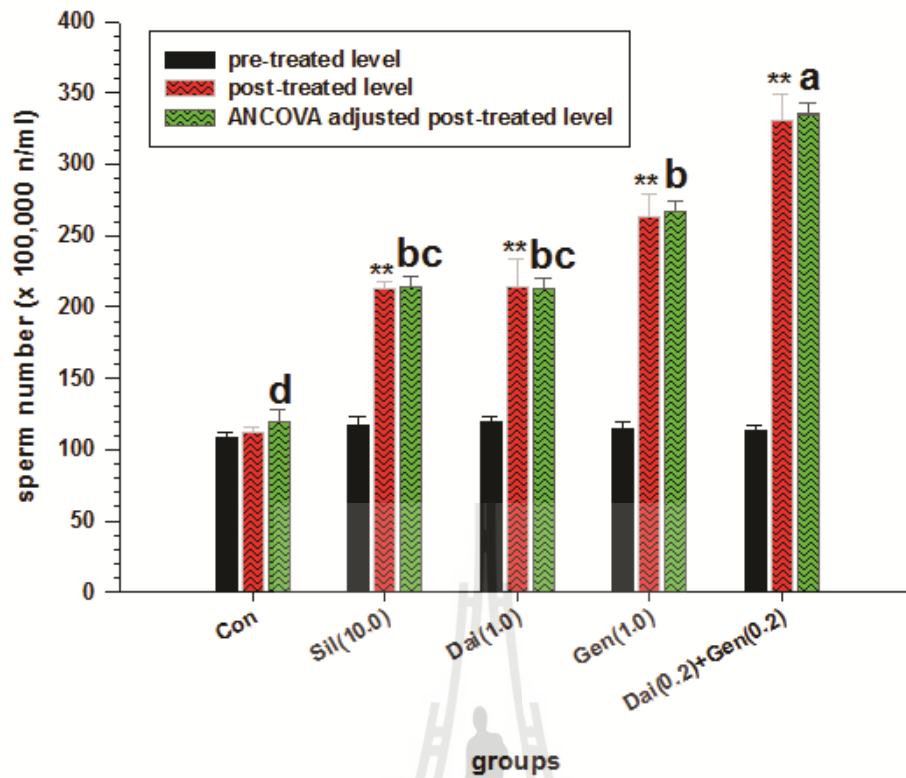 400
350
300
250
200
150
100
50
0
sperm number (x 100,000 n/ml)
pre-treated level
post-treated level
ANCOVA adjusted post-treated level
d
** bc
** bc
** b
** a
Con
Sil(10.0)
Dai(1.0)
Gen(1.0)
Dai(0.2)+Gen(0.2)
groups